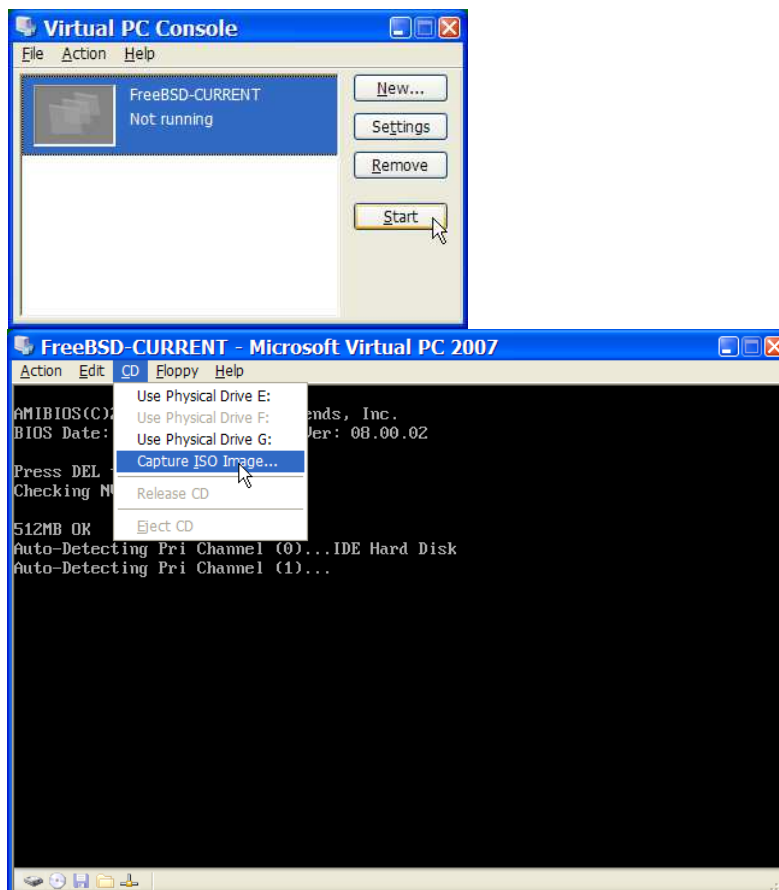 Virtual PC Console
File Action Help
FreeBSD-CURRENT
Not running
New...
Settings
Remove
Start
FreeBSD-CURRENT - Microsoft Virtual PC 2007
Action Edit CD Floppy Help
Use Physical Drive E:
AMIBIOS(C)2 ends, Inc.
Use Physical Drive F:
BIOS Date: Ver: 08.00.02
Use Physical Drive G:
Capture ISO Image...
Press DEL
Checking
Release CD
Eject CD
512MB OK
Auto-Detecting Pri Channel (0)...IDE Hard Disk
Auto-Detecting Pri Channel (1)...